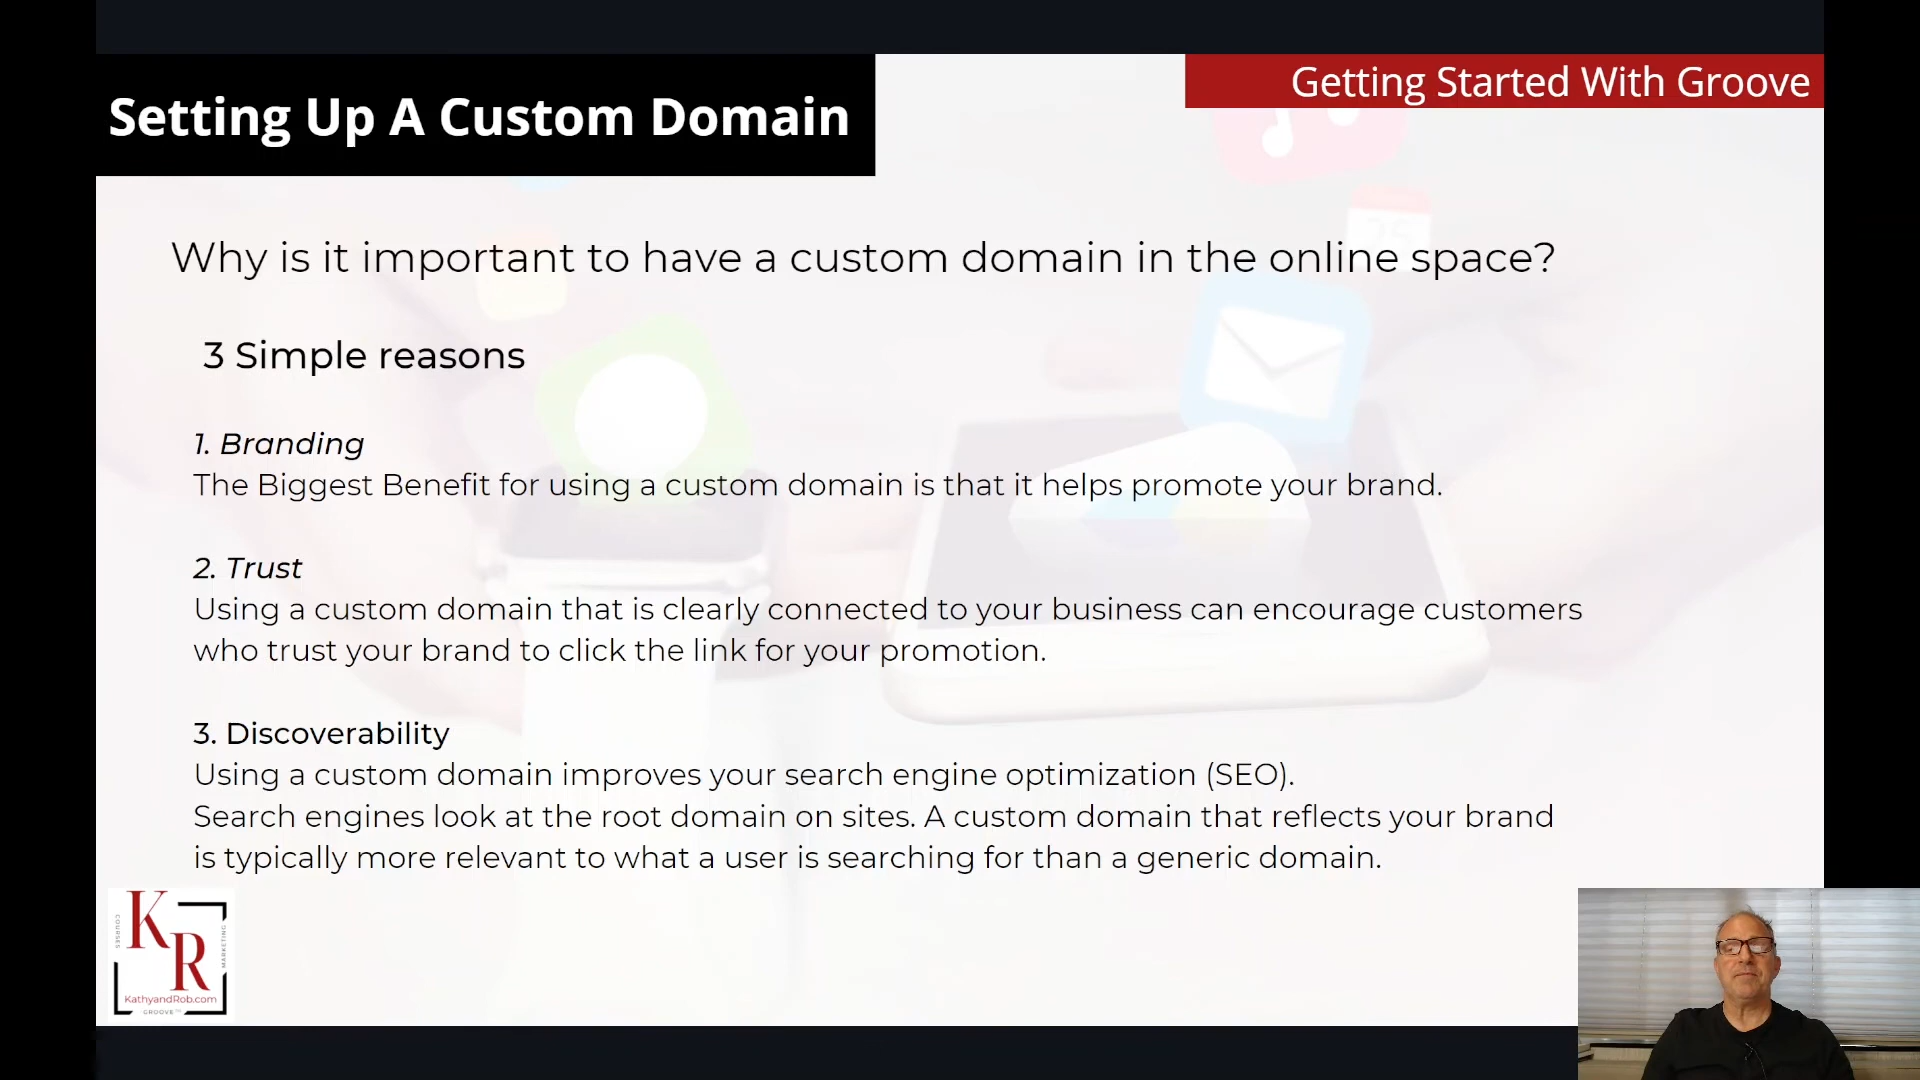 Getting Started With Groove
Setting Up A Custom Domain
Why is it important to have a custom domain in the online space?
3 Simple reasons
1. Branding
The Biggest Benefit for using a custom domain is that it helps promote your brand.
2. Trust
Using a custom domain that is clearly connected to your business can encourage customers
who trust your brand to click the link for your promotion.
3. Discoverability
Using a custom domain improves your search engine optimization (SEO).
Search engines look at the root domain on sites. A custom domain that reflects your brand
is typically more relevant to what a user is searching for than a generic domain.
COURSES
KR
MARKETING
KathyandRob.com
GROOVE™